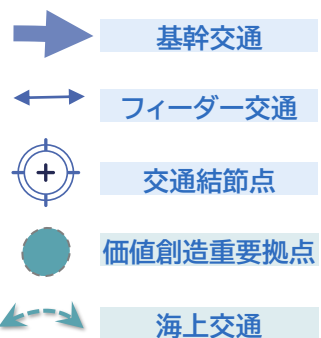 基幹交通
フィーダー交通
交通結節点
価値創造重要拠点
海上交通